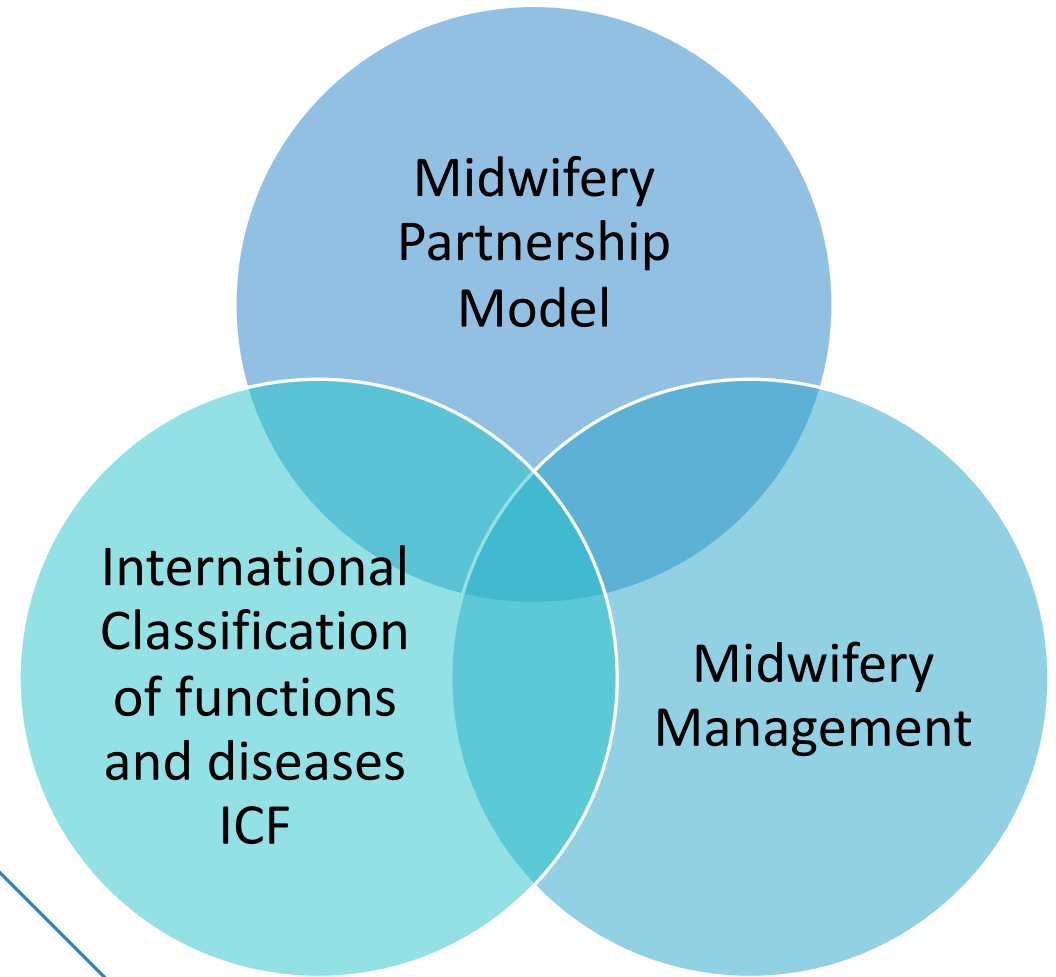 Midwifery
Partnership
Model
International
Classification
of functions
and diseases
ICF
Midwifery
Management